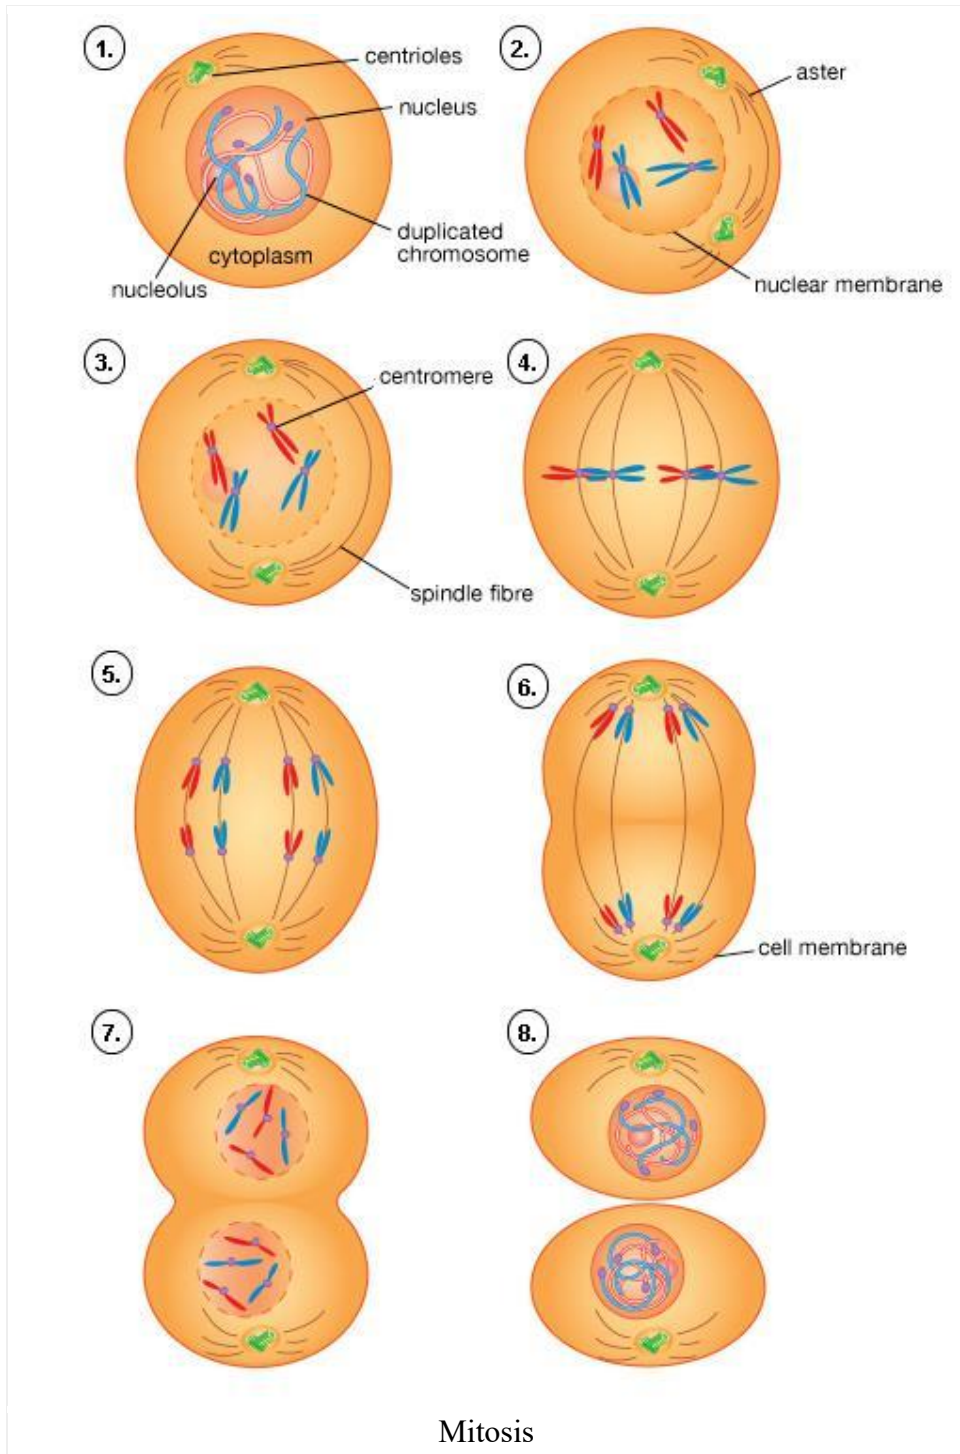 1.
centrioles
nucleus
duplicated
chromosome
cytoplasm
nucleolus
2.
aster
nuclear membrane
3.
centromere
spindle fibre
4.
5.
6.
cell membrane
7.
8.
Mitosis